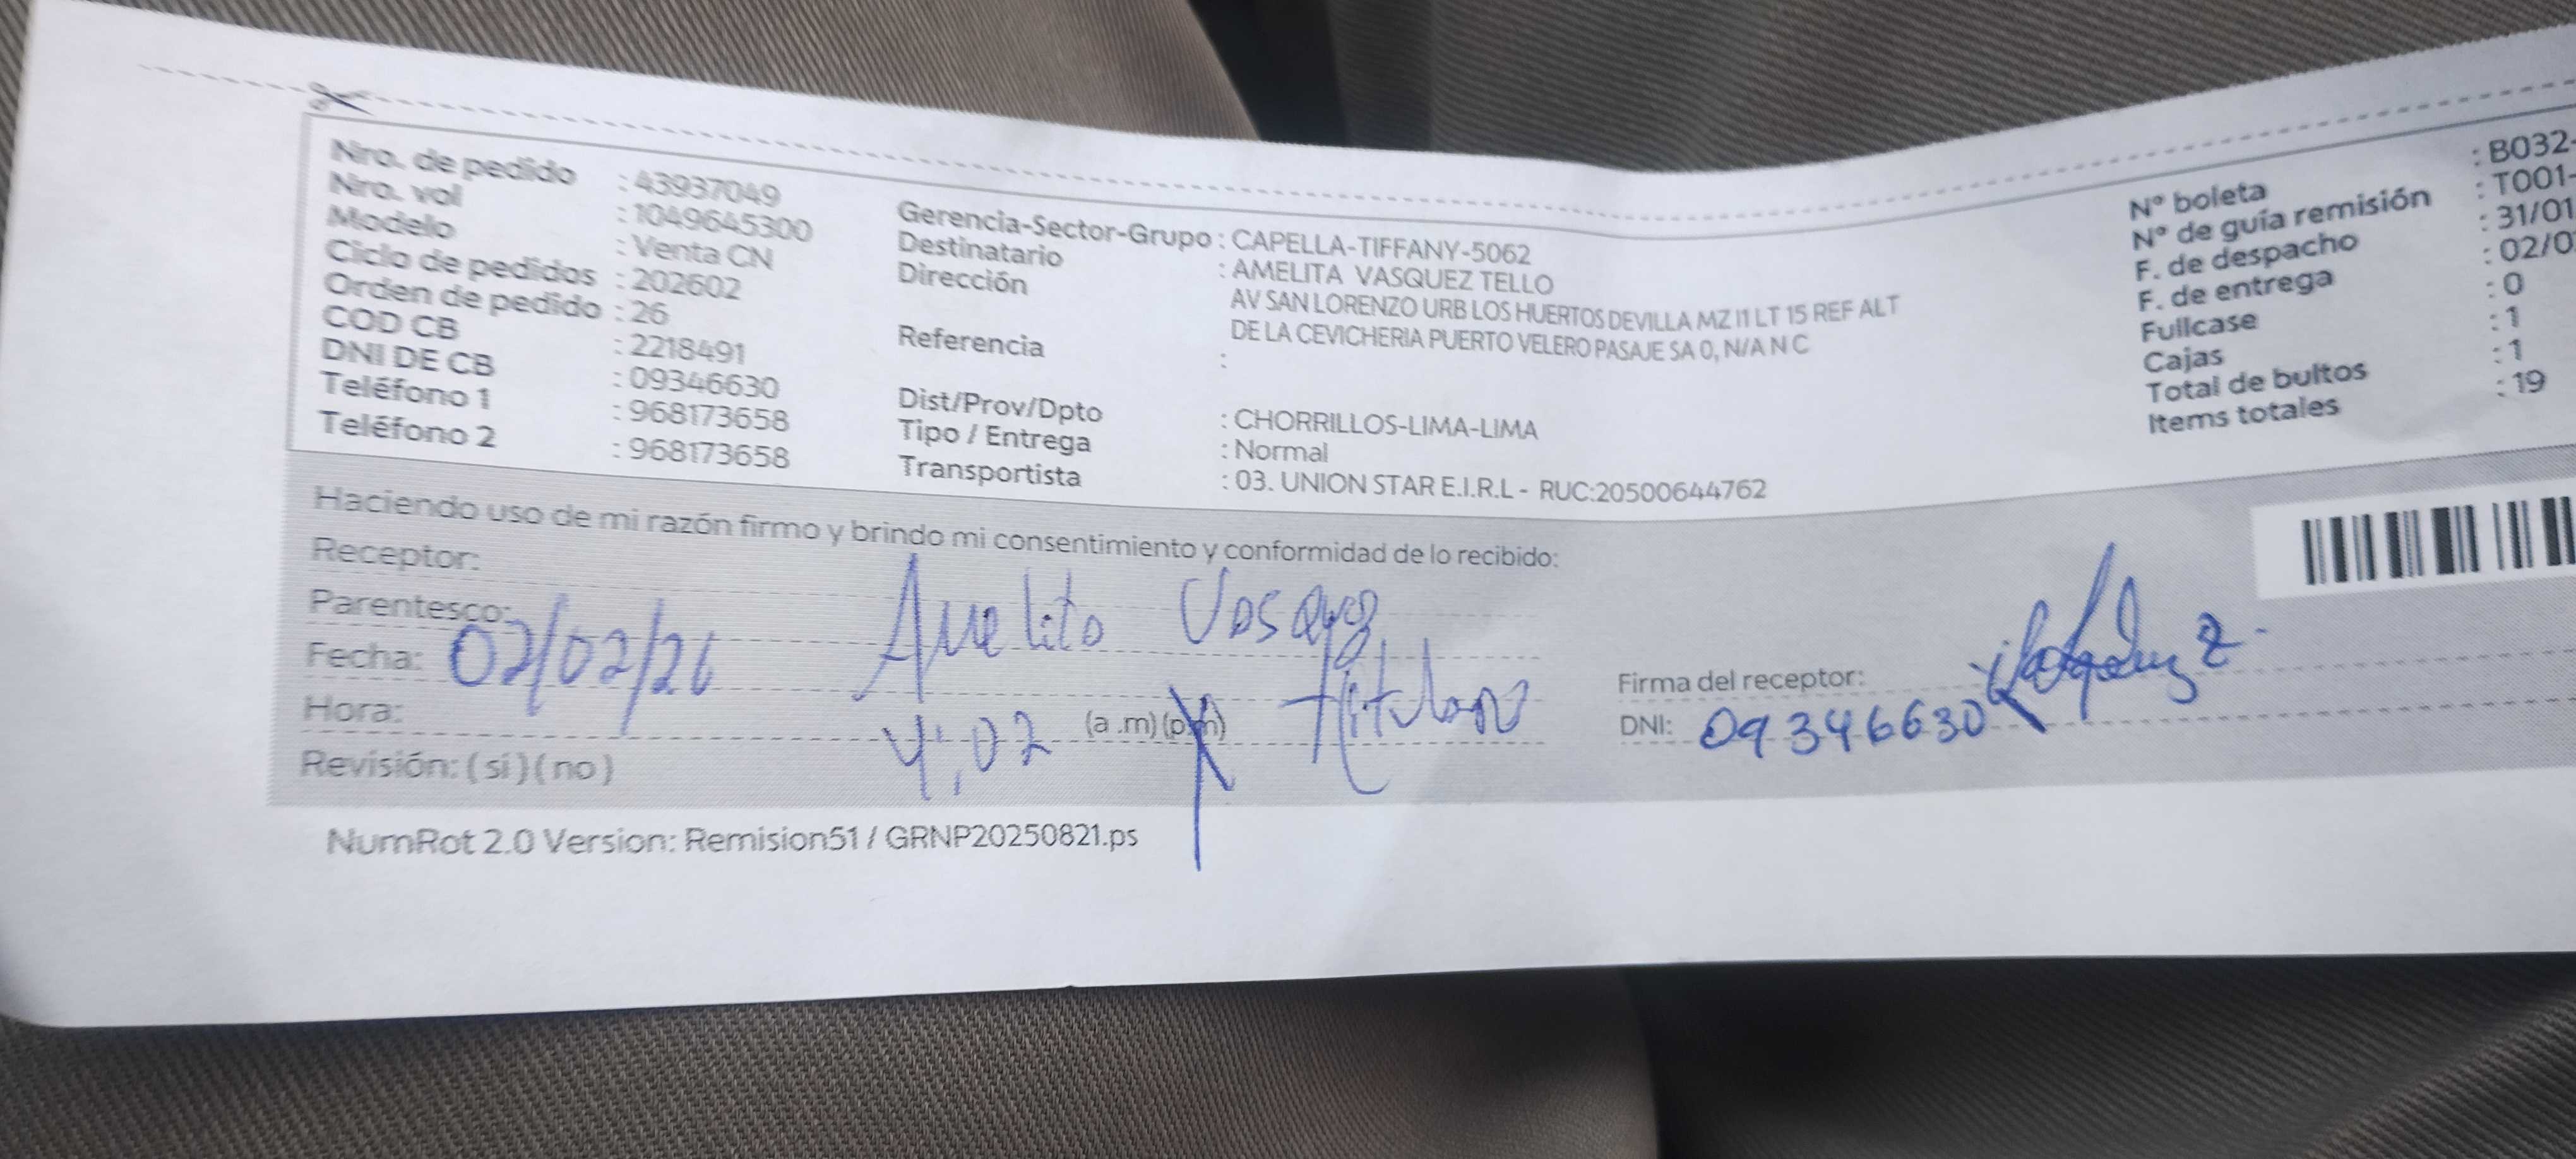 Nro. de pedido : 43937049
Nro. vol : 1049645300
Modelo : Venta CN
Ciclo de pedidos : 202602
Orden de pedido : 26
COD CB : 2218491
DNI DE CB : 09346630
Teléfono 1 : 968173658
Teléfono 2 : 968173658
Gerencia-Sector-Grupo : CAPELLA-TIFFANY-5062
Destinatario : AMELITA VASQUEZ TELLO
Dirección AV SAN LORENZO URB LOS HUERTOS DEVILLA MZ I1 LT 15 REF ALT
DE LA CEVICHERIA PUERTO VELERO PASAJE SA 0, N/A N C
Referencia :
Dist/Prov/Dpto : CHORRILLOS-LIMA-LIMA
Tipo / Entrega : Normal
Transportista : 03. UNION STAR E.I.R.L - RUC:20500644762
N° boleta : B032-
N° de guía remisión : T001-
F. de despacho : 31/01
F. de entrega : 02/0
Fullcase : 0
Cajas : 1
Total de bultos : 1
Items totales : 19
Haciendo uso de mi razón firmo y brindo mi consentimiento y conformidad de lo recibido:
Receptor: Amelita
Parentesco: Titular
Fecha: 02/02/26
Hora: 4:02 (a .m) (p.m)
Revisión: ( si ) ( no )
Firma del receptor:
DNI: 09346630
NumRot 2.0 Version: Remision51 / GRNP20250821.ps